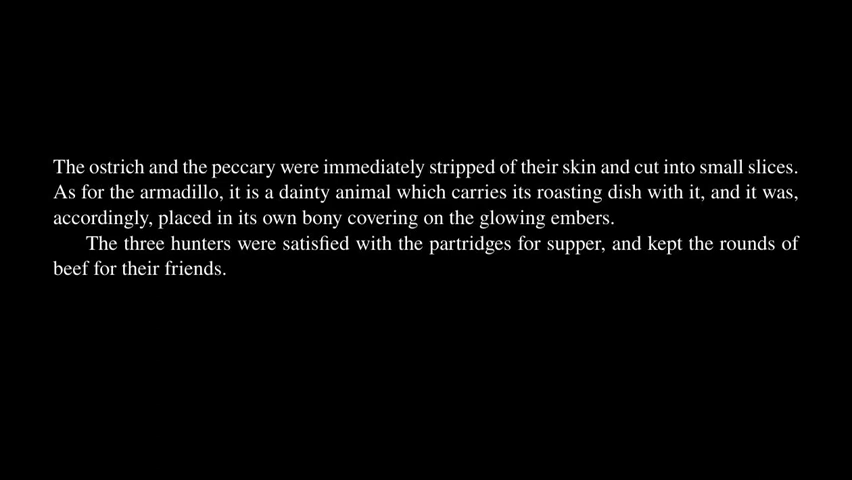 The ostrich and the peccary were immediately stripped of their skin and cut into small slices.
As for the armadillo, it is a dainty animal which carries its roasting dish with it, and it was,
accordingly, placed in its own bony covering on the glowing embers.
The three hunters were satisfied with the partridges for supper, and kept the rounds of
beef for their friends.